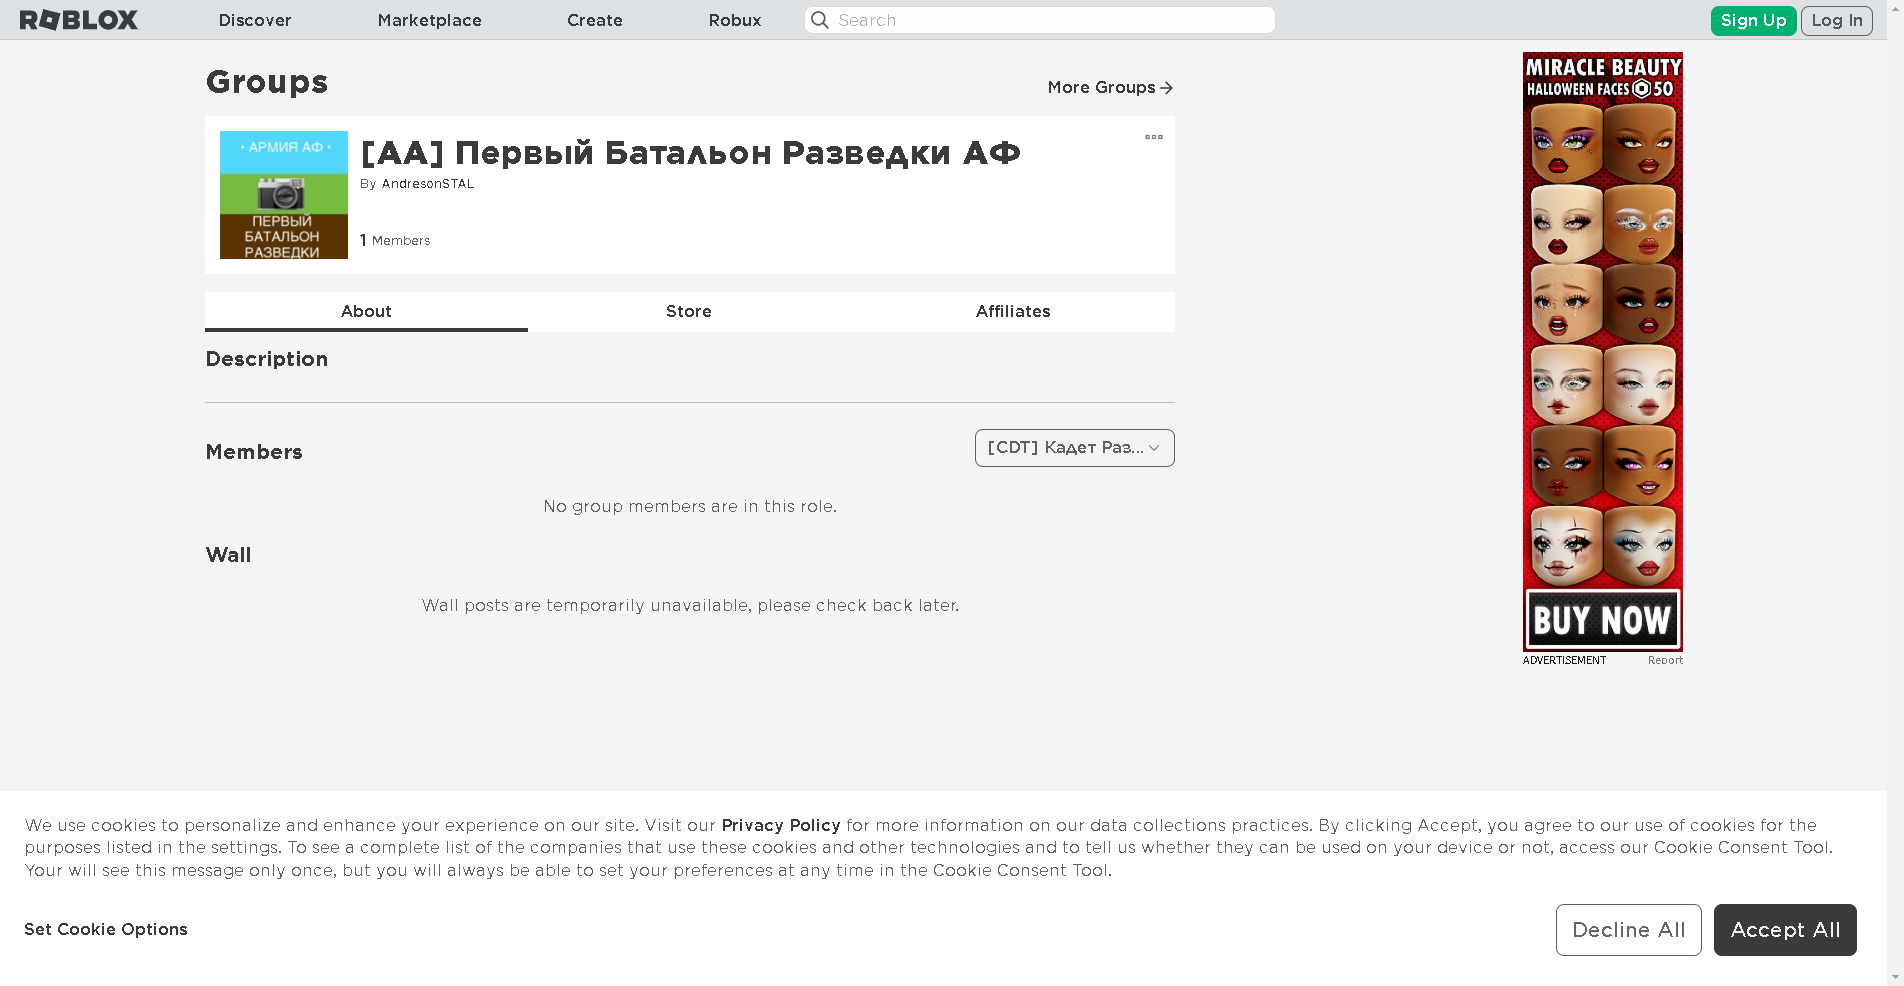 ROBLOX
Discover
Marketplace
Create
Robux
Search
Sign Up
Log In
Groups
More Groups
• АРМИЯ АФ •
ПЕРВЫЙ
БАТАЛЬОН
РАЗВЕДКИ
[АА] Первый Батальон Разведки АФ
By AndresonSTAL
1 Members
About
Store
Affiliates
Description
Members
[CDT] Кадет Раз...
No group members are in this role.
Wall
Wall posts are temporarily unavailable, please check back later.
MIRACLE BEAUTY
HALLOWEEN FACES 50
BUY NOW
ADVERTISEMENT
Report
We use cookies to personalize and enhance your experience on our site. Visit our Privacy Policy for more information on our data collections practices. By clicking Accept, you agree to our use of cookies for the
purposes listed in the settings. To see a complete list of the companies that use these cookies and other technologies and to tell us whether they can be used on your device or not, access our Cookie Consent Tool.
Your will see this message only once, but you will always be able to set your preferences at any time in the Cookie Consent Tool.
Set Cookie Options
Decline All
Accept All